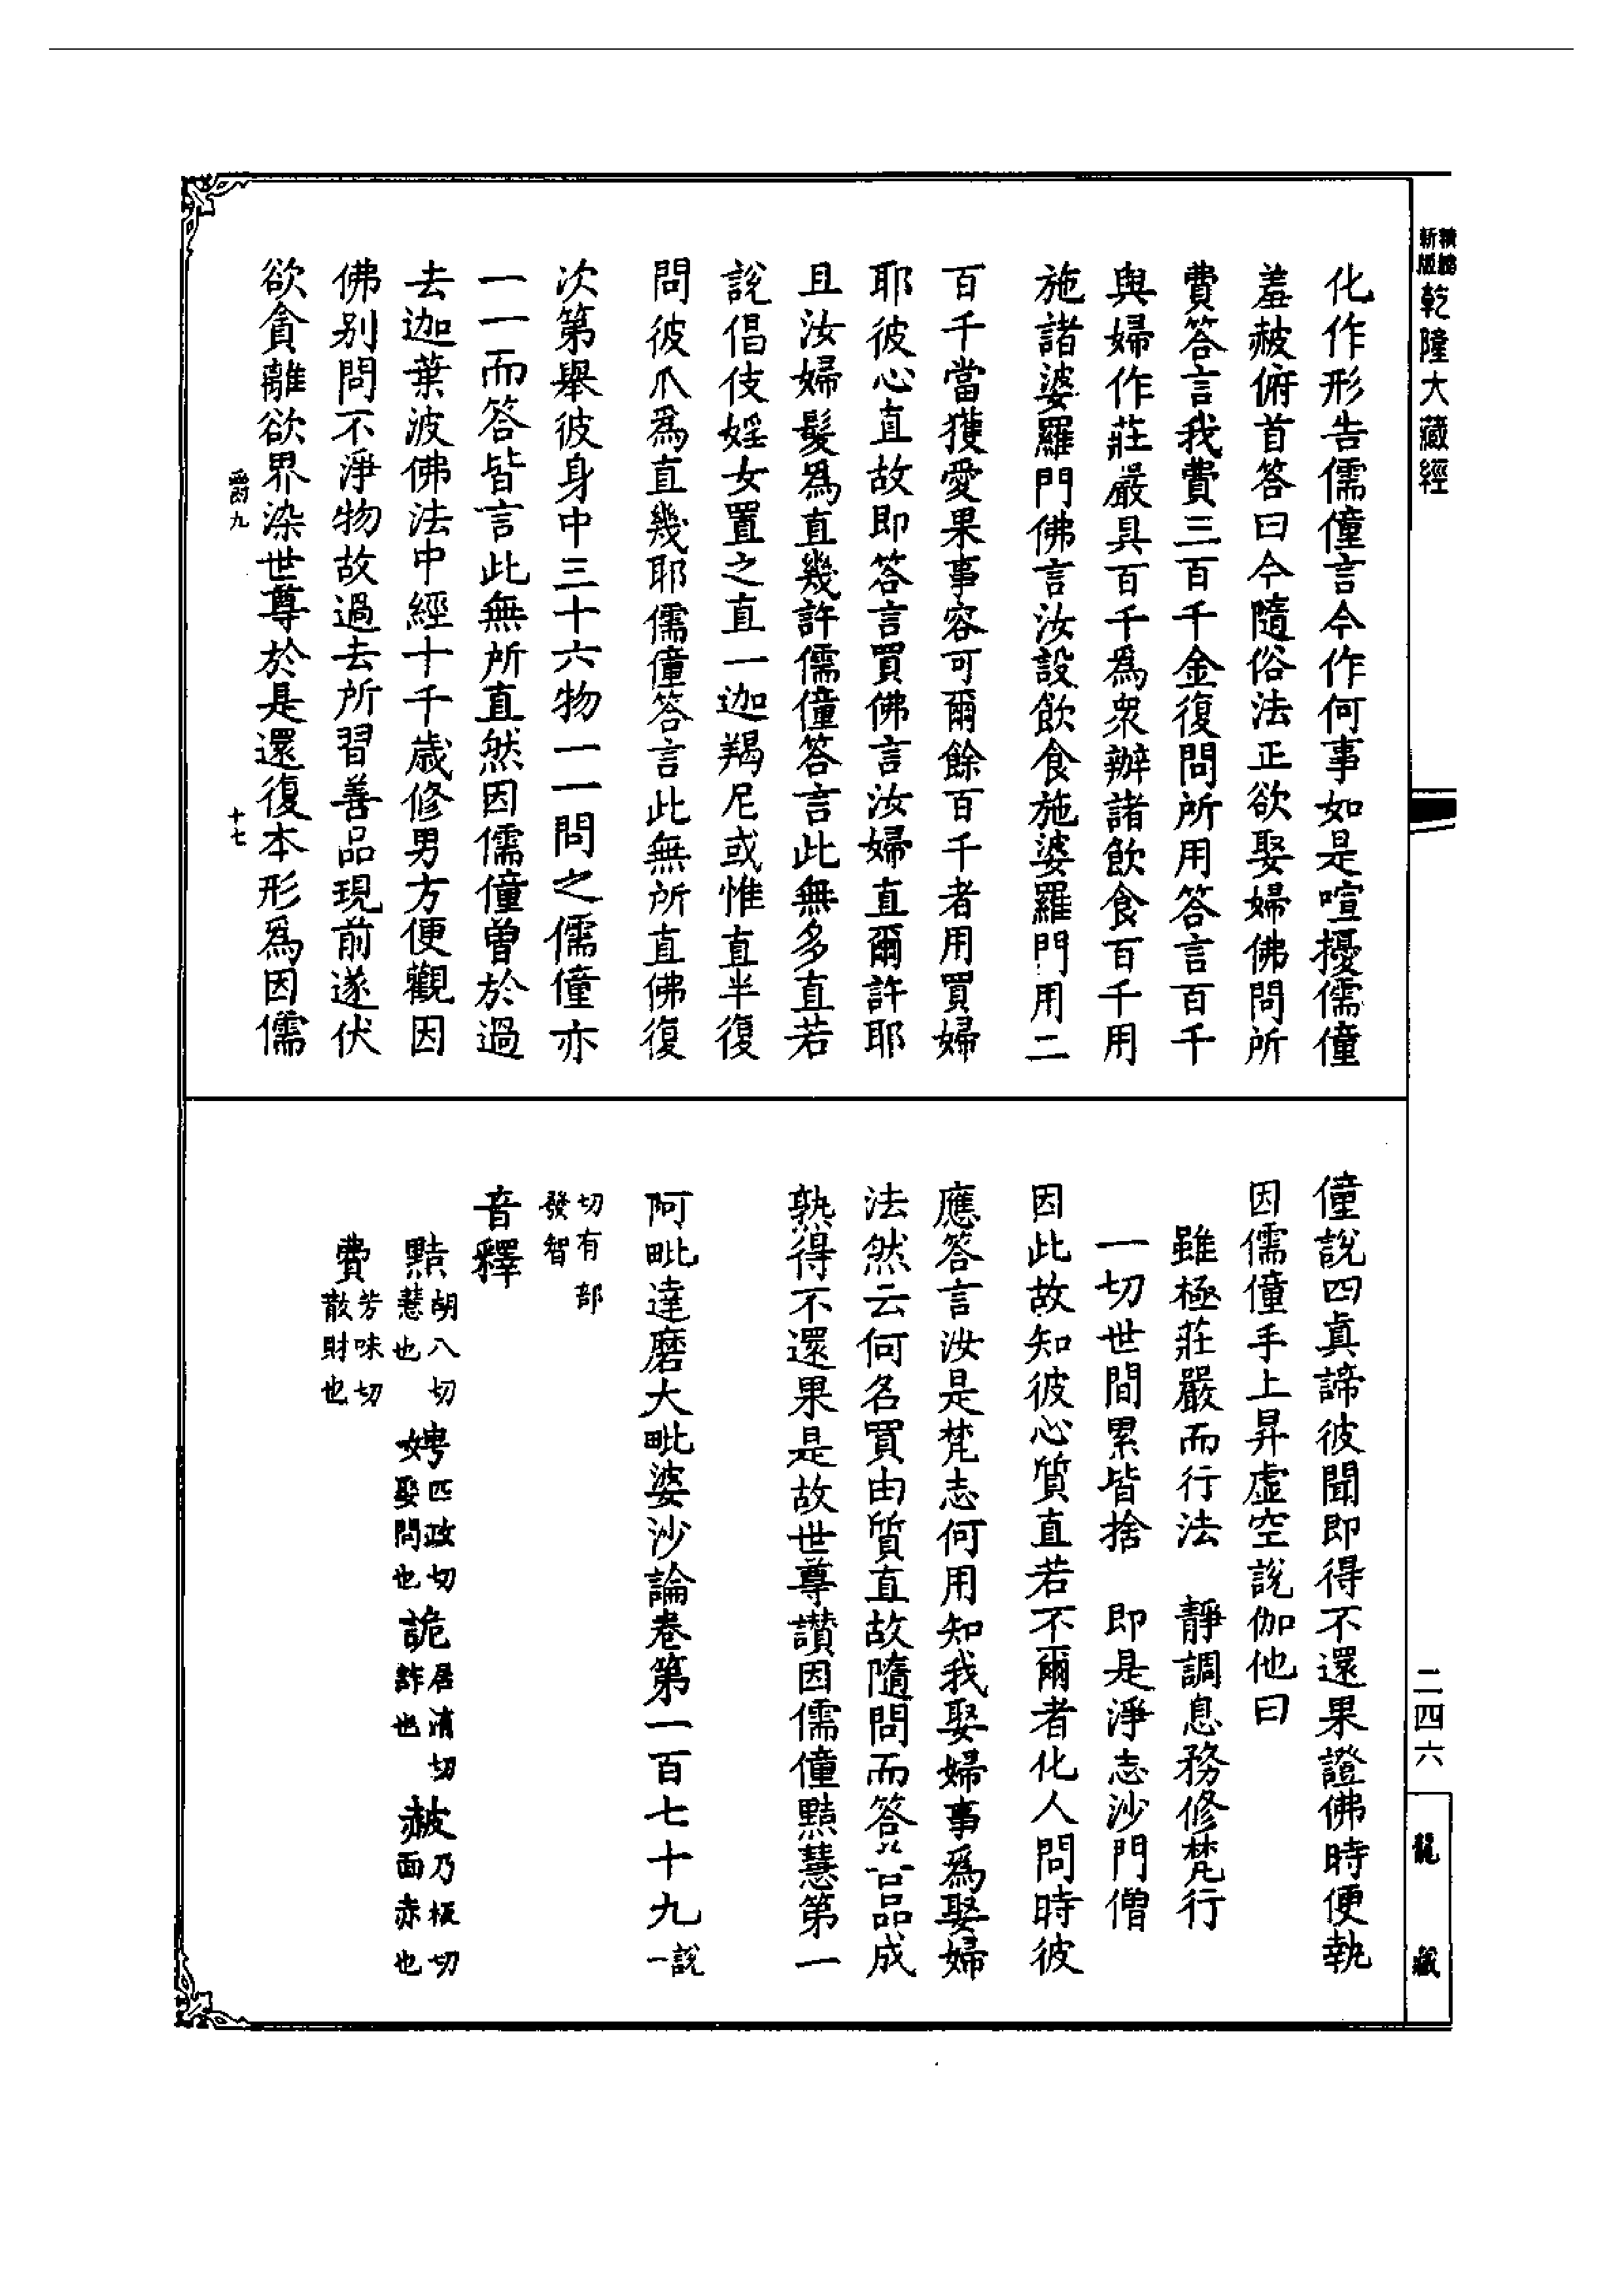 新版
乾隆大藏經
化作形告儒僮言今作何事如是喧擾儒僮
羞赧俯首答曰今隨俗法正欲娶婦佛問所
費答言我費三百千金復問所用答言百千
與婦作莊嚴具百千爲衆辦諸飲食百千用
施諸婆羅門佛言汝設飲食施婆羅門用二
百千當獲愛果事容可爾餘百千者用買婦
耶彼心直故即答言買佛言汝婦直爾許耶
且汝婦髮爲直幾許儒僮答言此無多直若
說倡伎婬女置之直一迦羯尼或惟直半復
問彼爪爲直幾耶儒僮答言此無所直佛復
次第舉彼身中三十六物一一問之儒僮亦
一一而答皆言此無所直然因儒僮曾於過
去迦葉波佛法中經十千歲修男方便觀因
佛別問不淨物故過去所習善品現前遂伏
欲貪離欲界染世尊於是還復本形爲因儒
爵九
十七
僮說四真諦彼聞即得不還果證佛時便執
因儒僮手上昇虛空說伽他曰
雖極莊嚴而行法　靜調息務修梵行
一切世間累皆捨　即是淨志沙門僧
因此故知彼心質直若不爾者化人問時彼
應答言汝是梵志何用知我娶婦事爲娶婦
法然云何名買由質直故隨問而答善品成
熟得不還果是故世尊讚因儒僮黠慧第一
阿毗達磨大毗婆沙論卷第一百七十九說一
切有部
發智
音釋
黠胡八切慧也　娉匹政切娶問也　詭居洧切詐也　赧乃板切面赤也
費芳味切散財也
二四六
龍藏